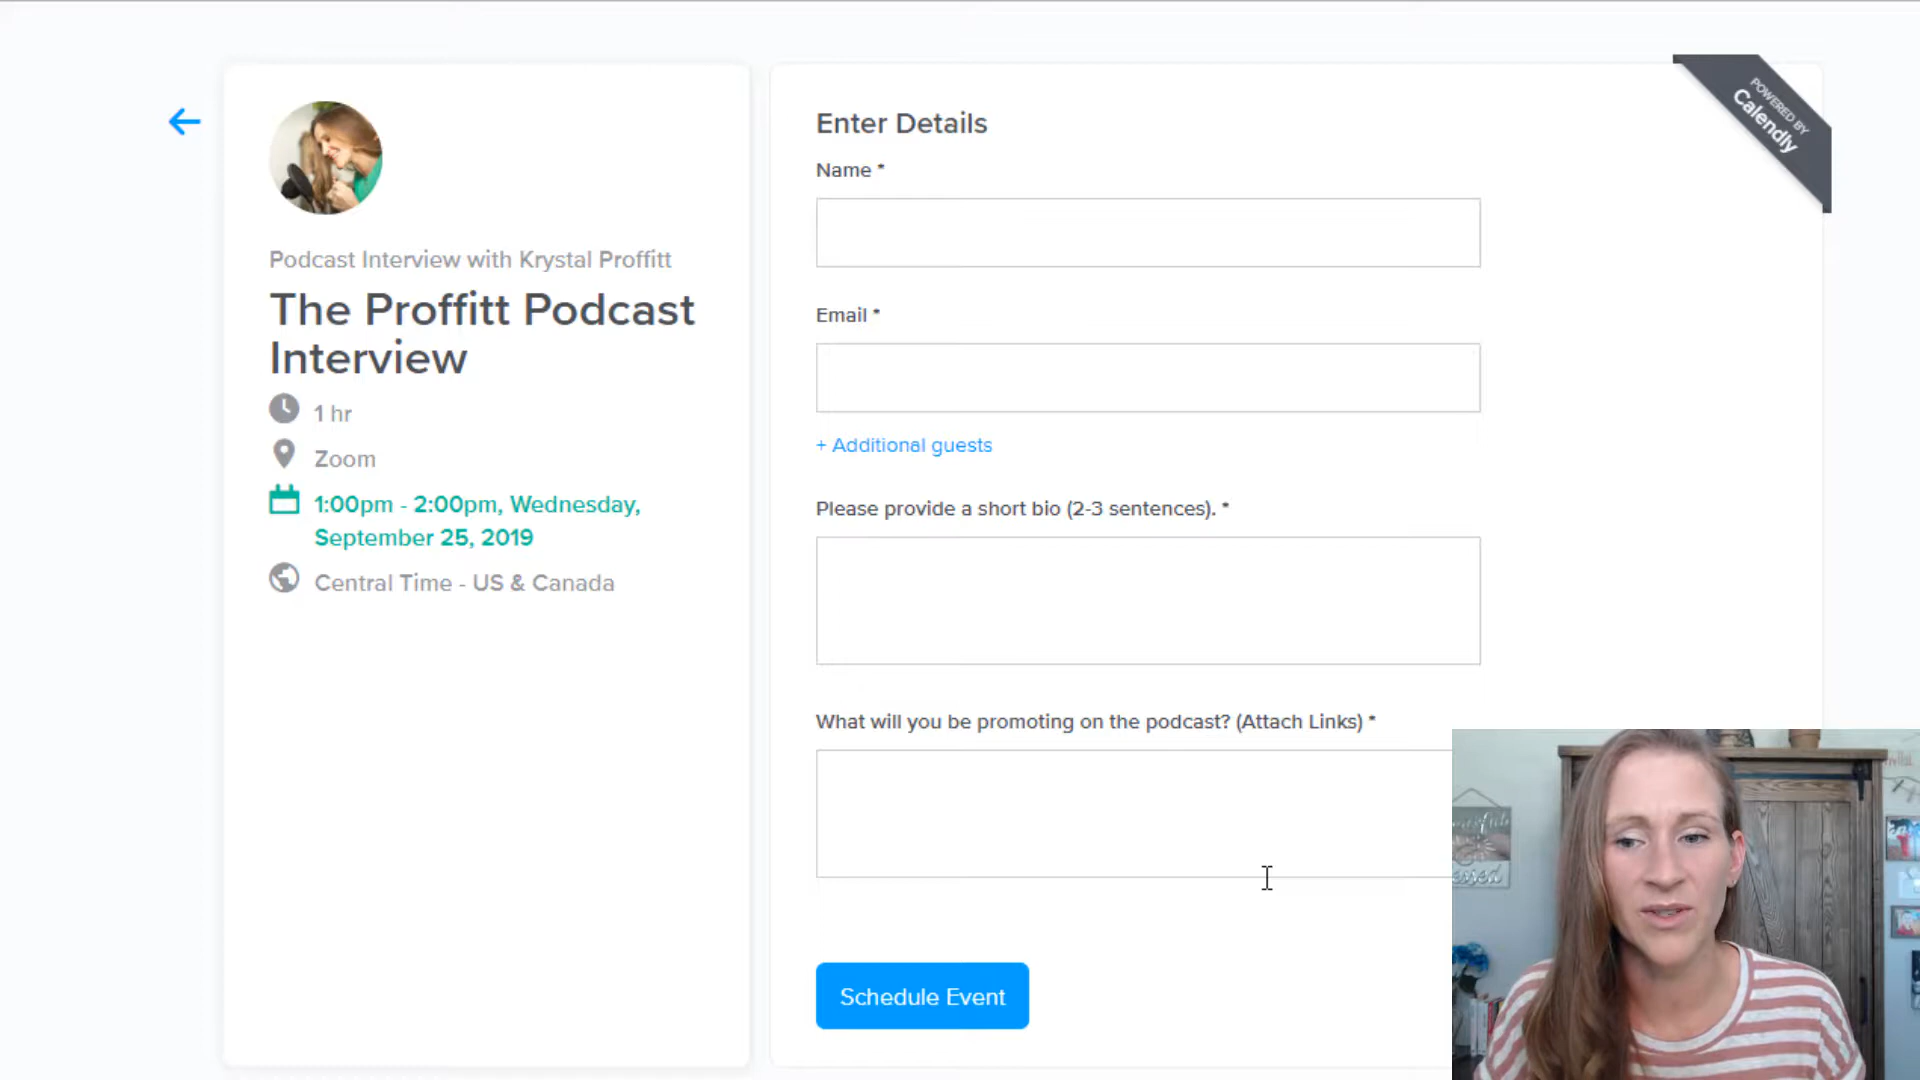 Podcast Interview with Krystal Proffitt
The Proffitt Podcast
Interview
1 hr
Zoom
1:00pm - 2:00pm, Wednesday,
September 25, 2019
Central Time - US & Canada
Enter Details
Name *
Email *
+ Additional guests
Please provide a short bio (2-3 sentences). *
What will you be promoting on the podcast? (Attach Links) *
Schedule Event
POWERED BY
Calendly